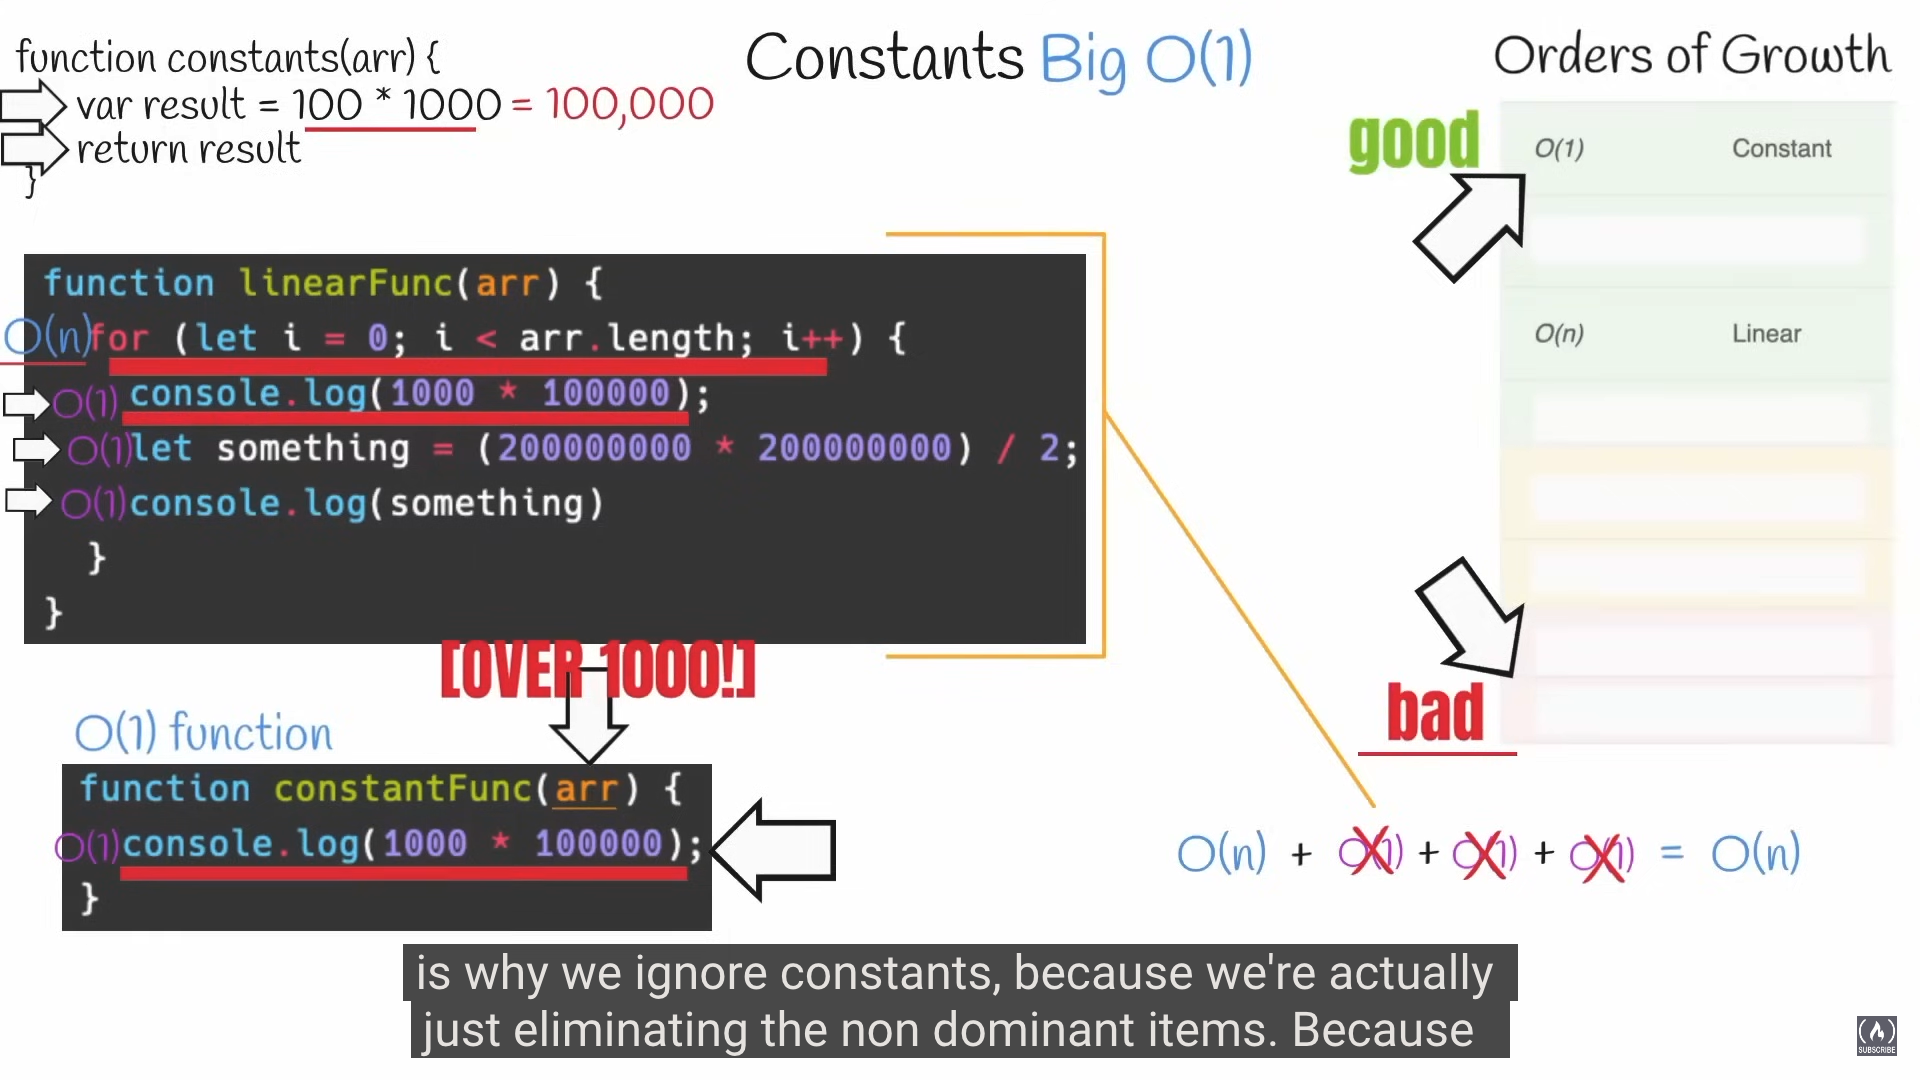 function constants(arr) {
var result = 100 * 1000 = 100,000
return result
}
Constants Big O(1)
Orders of Growth
good
O(1) Constant
O(n) Linear
bad
function linearFunc(arr) {
O(n) for (let i = 0; i < arr.length; i++) {
O(1) console.log(1000 * 100000);
O(1) let something = (200000000 * 200000000) / 2;
O(1) console.log(something)
}
}
[OVER 1000!]
O(1) function
function constantFunc(arr) {
O(1) console.log(1000 * 100000);
}
O(n) + O(1) + O(1) + O(1) = O(n)
is why we ignore constants, because we're actually
just eliminating the non dominant items. Because
SUBSCRIBE